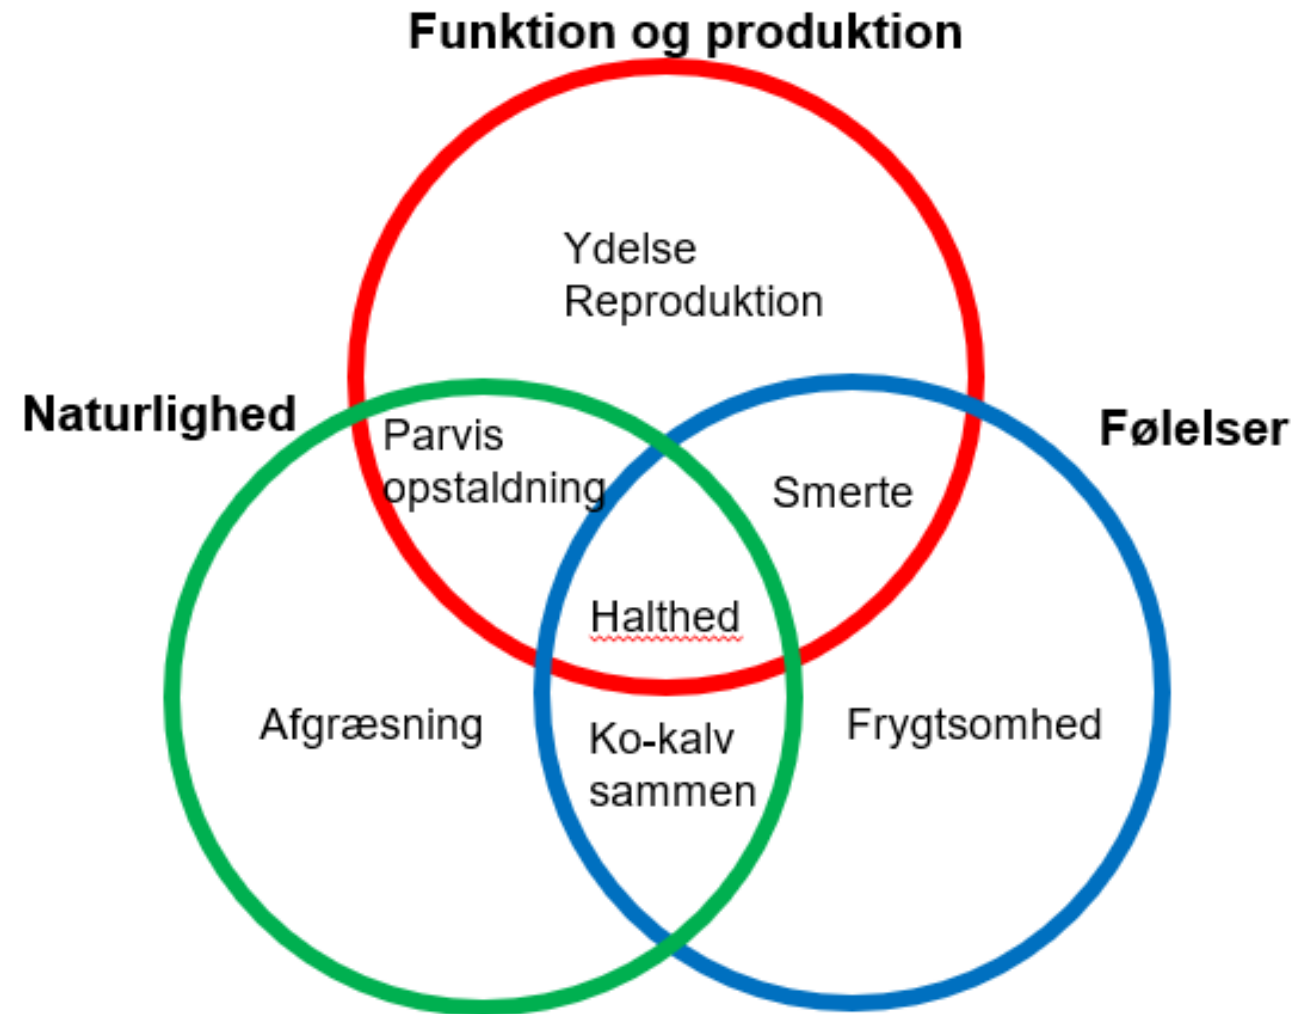 Funktion og produktion
Ydelse
Reproduktion
Naturlighed
Følelser
Parvis
opstaldning
Smerte
Halthed
Afgræsning
Ko-kalv
sammen
Frygtsomhed